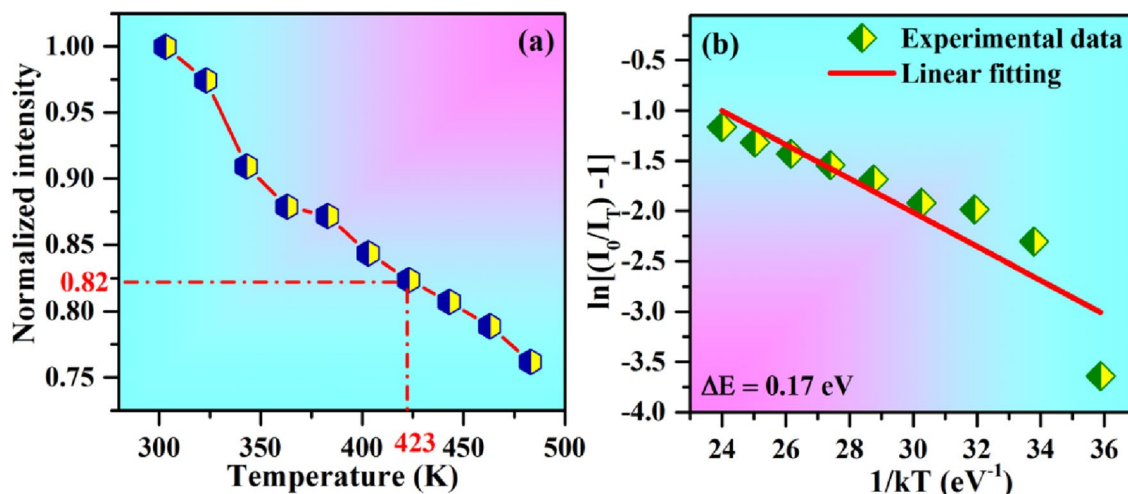 (a)
Normalized intensity
1.00
0.95
0.90
0.85
0.82
0.80
0.75
300
350
400
423
450
500
Temperature (K)
(b)
Experimental data
Linear fitting
ln[(I₀/I_T) -1]
-0.5
-1.0
-1.5
-2.0
-2.5
-3.0
-3.5
-4.0
ΔE = 0.17 eV
24 26 28 30 32 34 36
1/kT (eV⁻¹)